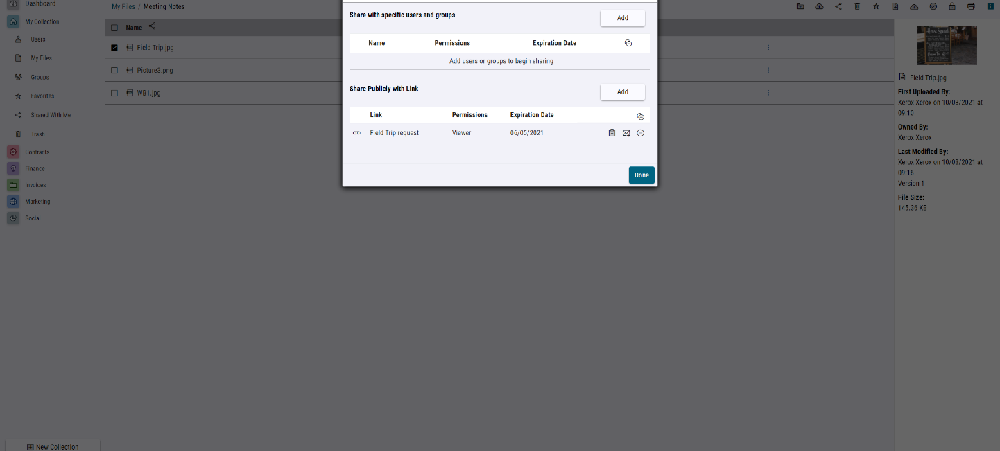 Dashboard
My Collection
Users
My Files
Groups
Favorites
Shared With Me
Trash
Contracts
Finance
Invoices
Marketing
Social
New Collection
My Files / Meeting Notes
Name
Field Trip.jpg
Picture3.png
WB1.jpg
Share with specific users and groups
Add
Name Permissions Expiration Date
Add users or groups to begin sharing
Share Publicly with Link
Add
Link Permissions Expiration Date
Field Trip request Viewer 06/05/2021
Done
Field Trip.jpg
First Uploaded By:
Xerox Xerox on 10/03/2021 at
09:10
Owned By:
Xerox Xerox
Last Modified By:
Xerox Xerox on 10/03/2021 at
09:16
Version 1
File Size:
145.36 KB